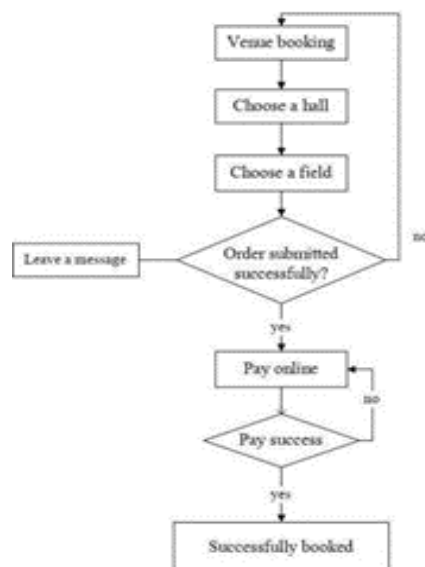 Venue booking
Choose a hall
Choose a field
Order submitted
successfully?
Leave a message
no
yes
Pay online
no
Pay success
yes
Successfully booked